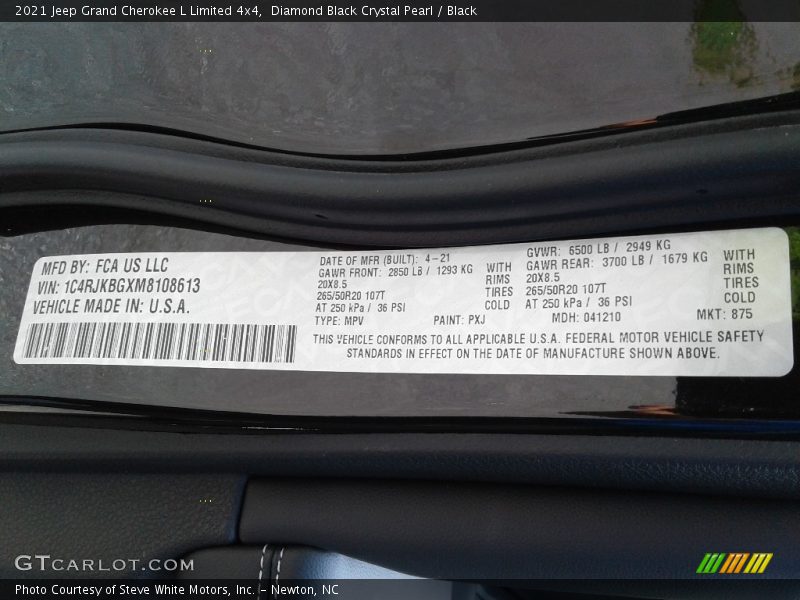 2021 Jeep Grand Cherokee L Limited 4x4,  Diamond Black Crystal Pearl / Black
MFD BY: FCA US LLC
VIN: 1C4RJKBGXM8108613
VEHICLE MADE IN: U.S.A.
DATE OF MFR (BUILT): 4-21
GAWR FRONT: 2850 LB / 1293 KG WITH
20X8.5 RIMS
265/50R20 107T TIRES
AT 250 kPa / 36 PSI COLD
TYPE: MPV PAINT: PXJ
GVWR: 6500 LB / 2949 KG
GAWR REAR: 3700 LB / 1679 KG WITH
20X8.5 RIMS
265/50R20 107T TIRES
AT 250 kPa / 36 PSI COLD
MDH: 041210 MKT: 875
THIS VEHICLE CONFORMS TO ALL APPLICABLE U.S.A. FEDERAL MOTOR VEHICLE SAFETY
STANDARDS IN EFFECT ON THE DATE OF MANUFACTURE SHOWN ABOVE.
GTCARLOT.COM
Photo Courtesy of Steve White Motors, Inc. – Newton, NC